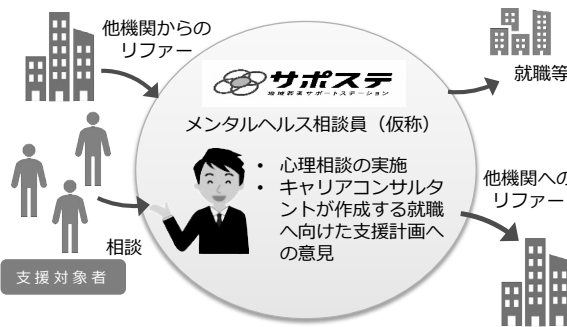 他機関からの
リファー
サポステ
地域若者サポートステーション
就職等
メンタルヘルス相談員（仮称）
• 心理相談の実施
• キャリアコンサルタ
ントが作成する就職
へ向けた支援計画へ
の意見
他機関への
リファー
相談
支援対象者